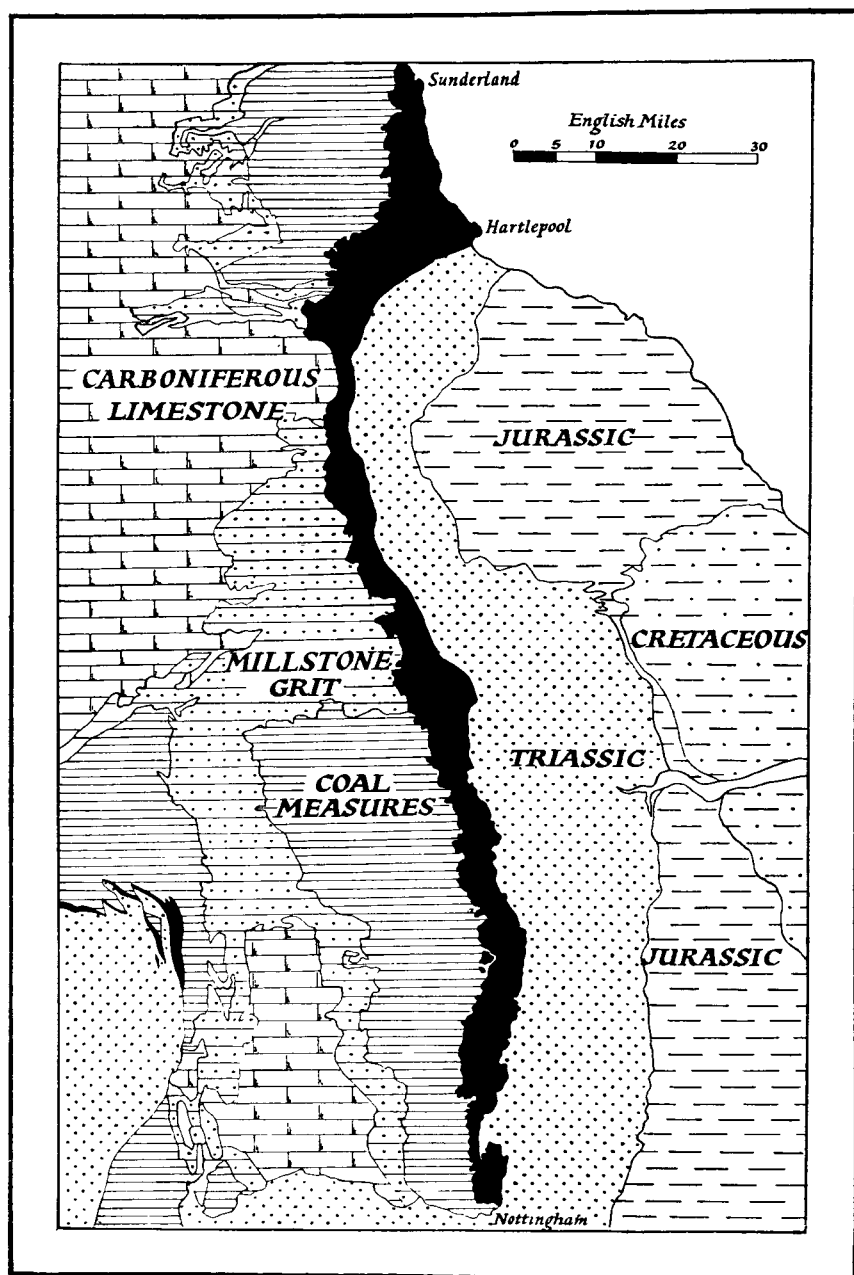 Sunderland
English Miles
0 5 10 20 30
Hartlepool
CARBONIFEROUS
LIMESTONE
JURASSIC
CRETACEOUS
MILLSTONE
GRIT
TRIASSIC
COAL
MEASURES
JURASSIC
Nottingham